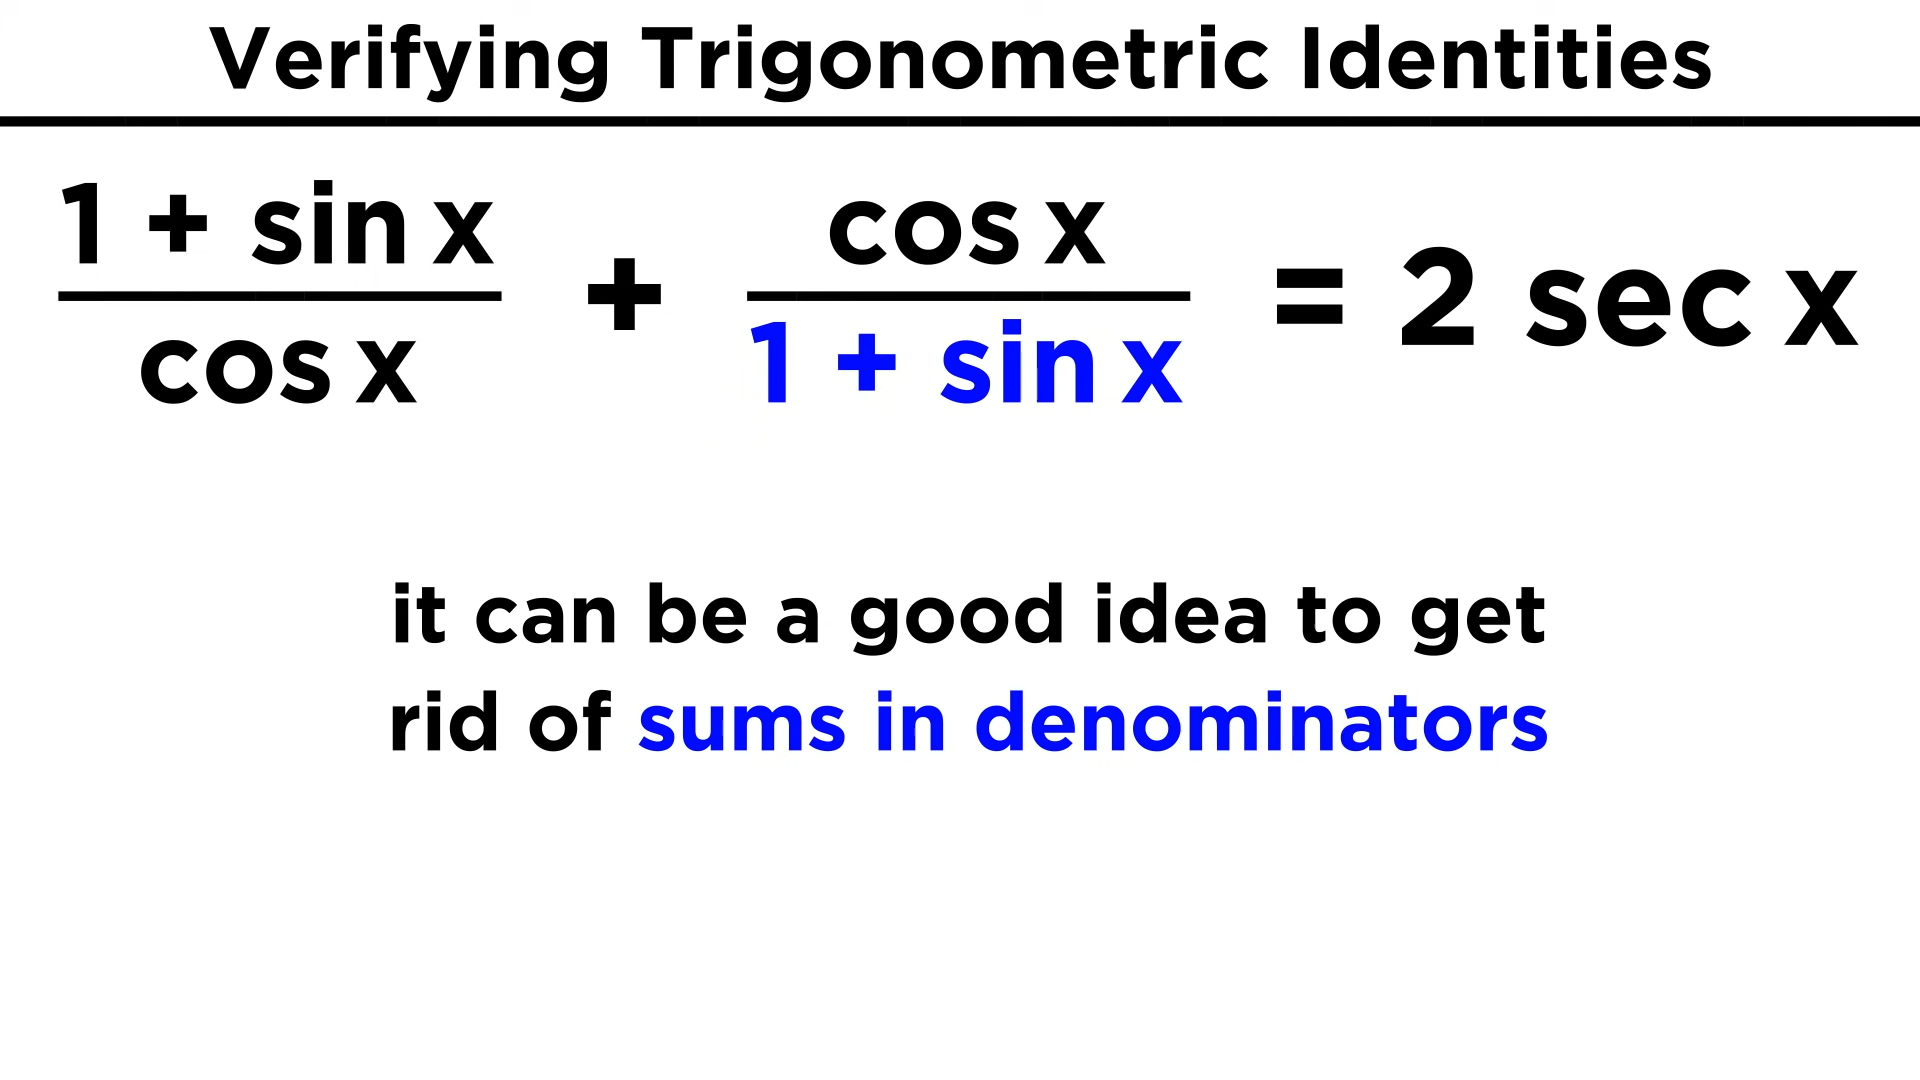 Verifying Trigonometric Identities
1 + sin x
cos x
+
cos x
1 + sin x
= 2 sec x
it can be a good idea to get
rid of sums in denominators